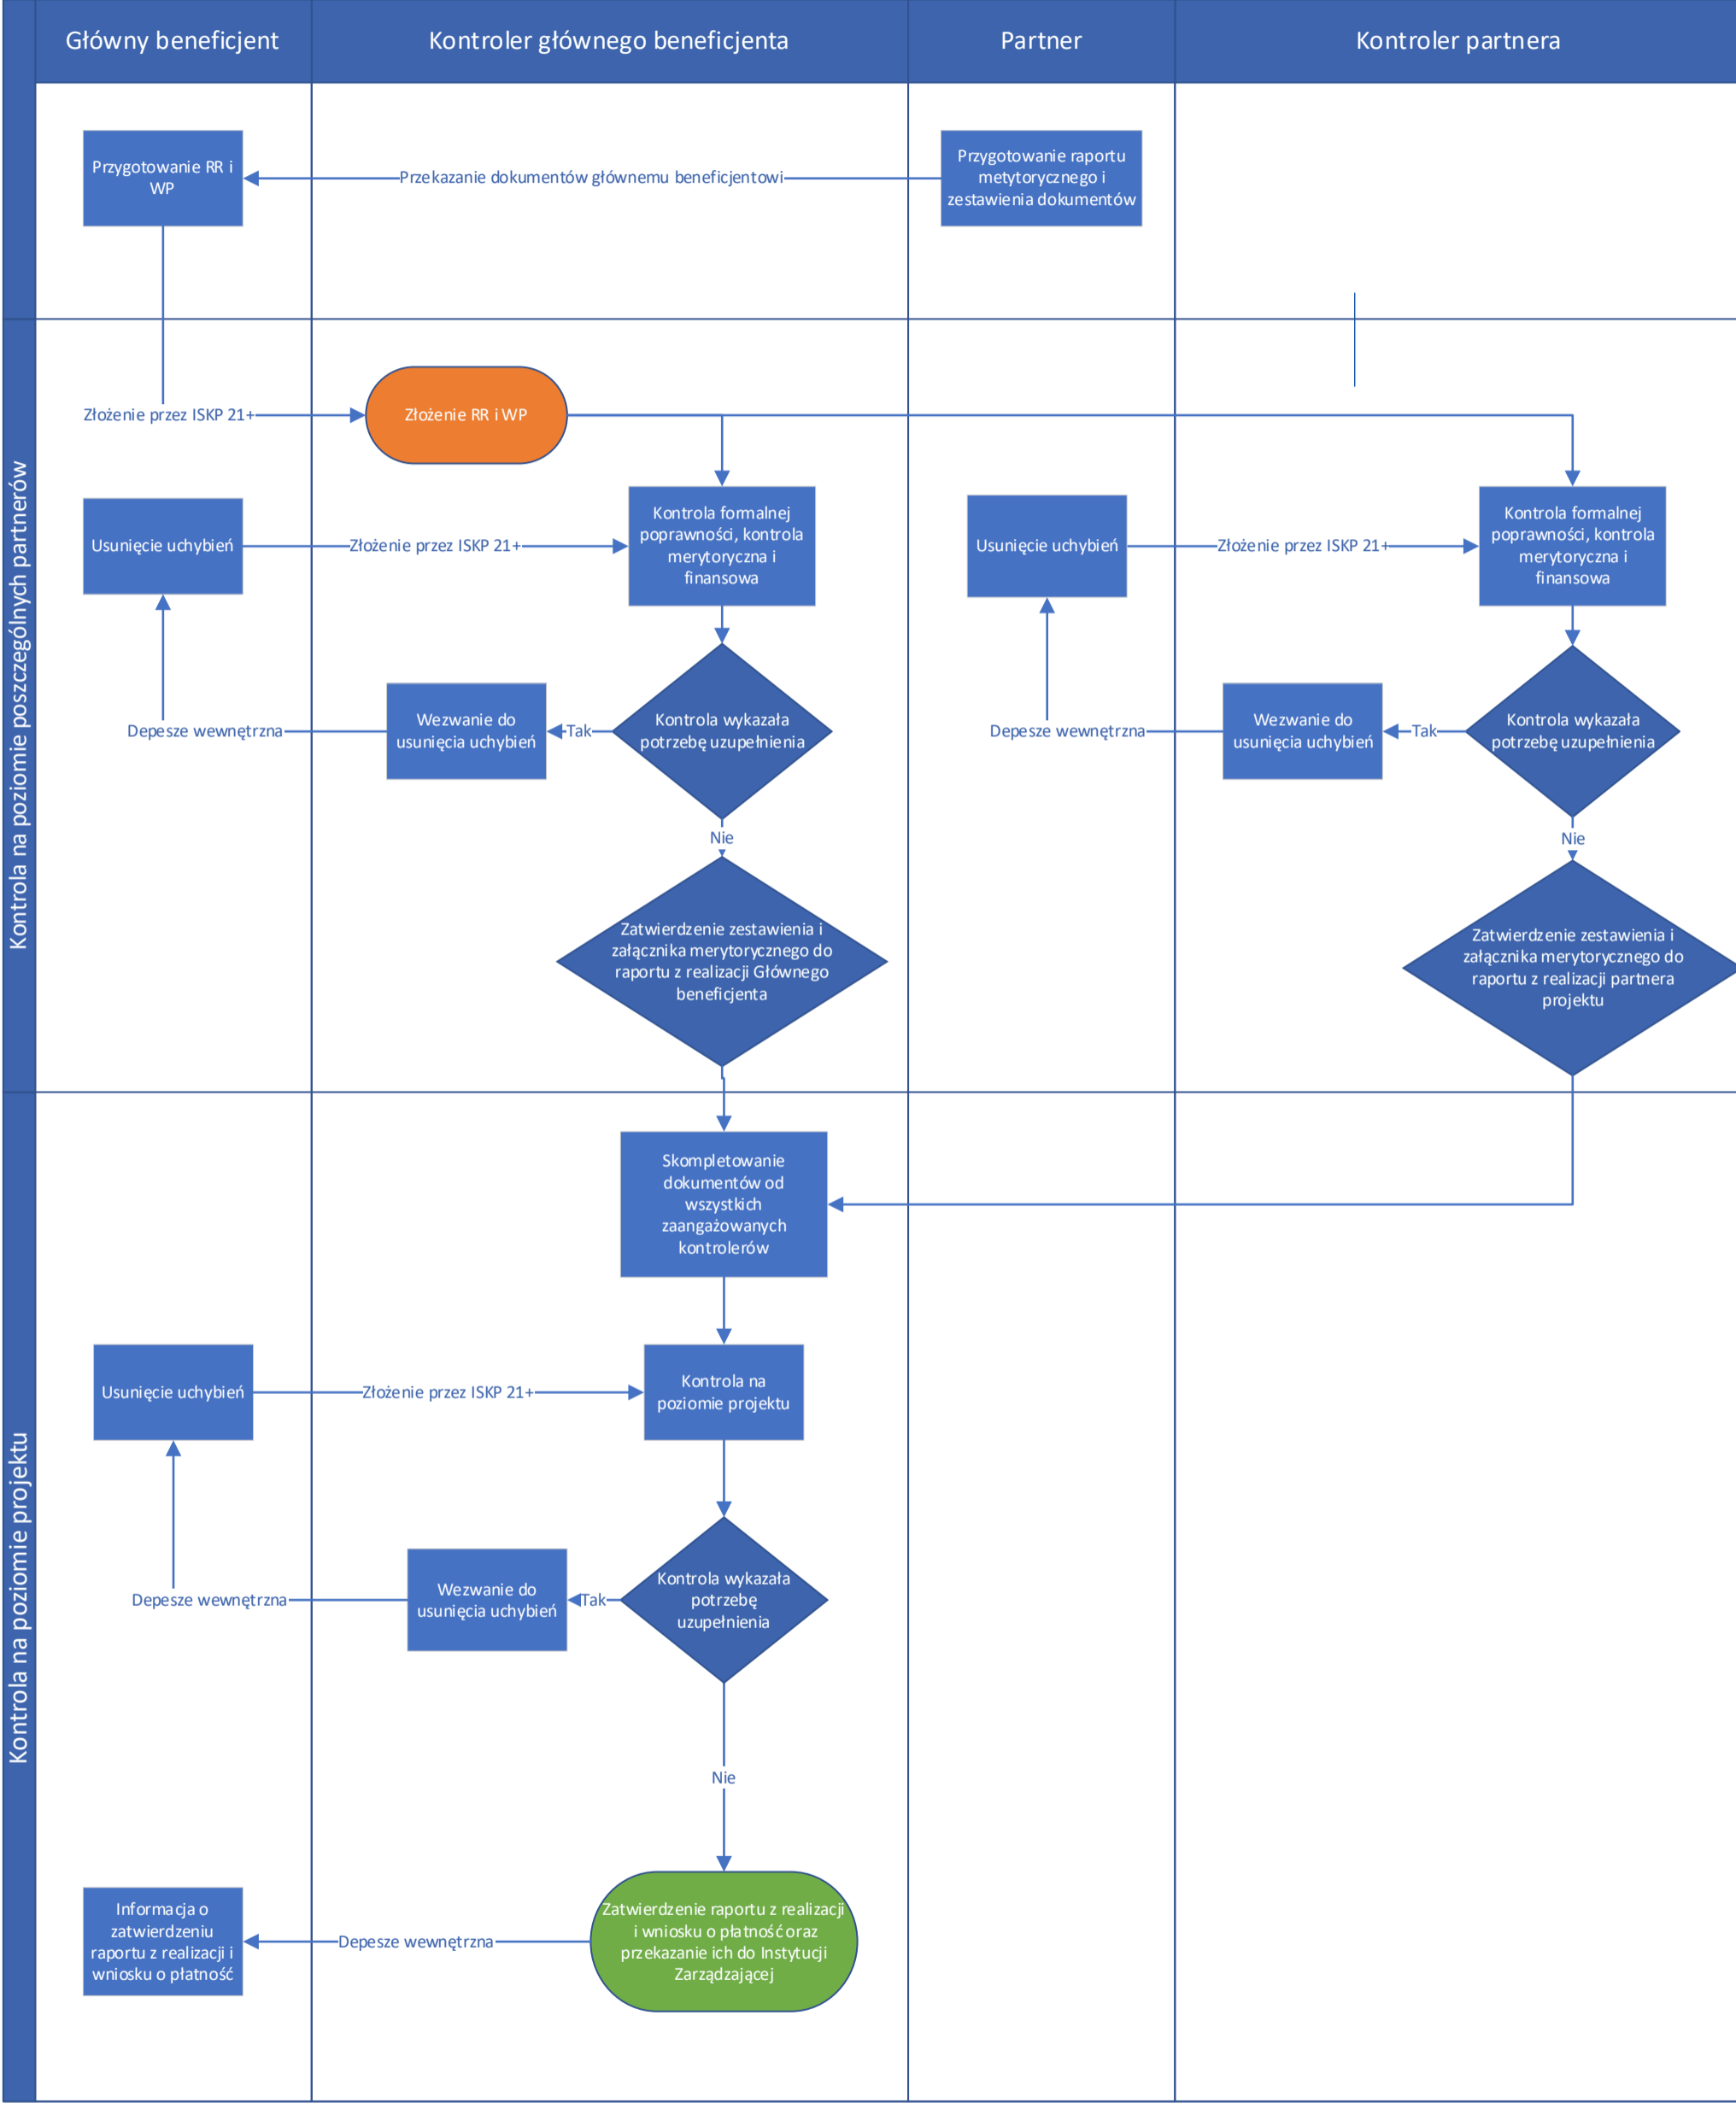 Główny beneficjent
Kontroler głównego beneficjenta
Partner
Kontroler partnera
Przygotowanie RR i
WP
Przekazanie dokumentów głównemu beneficjentowi
Przygotowanie raportu
metytorycznego i
zestawienia dokumentów
Kontrola na poziomie poszczególnych partnerów
Złożenie przez ISKP 21+
Złożenie RR i WP
Usunięcie uchybień
Złożenie przez ISKP 21+
Kontrola formalnej
poprawności, kontrola
merytoryczna i
finansowa
Usunięcie uchybień
Złożenie przez ISKP 21+
Kontrola formalnej
poprawności, kontrola
merytoryczna i
finansowa
Depesze wewnętrzna
Wezwanie do
usunięcia uchybień
Tak
Kontrola wykazała
potrzebę uzupełnienia
Depesze wewnętrzna
Wezwanie do
usunięcia uchybień
Tak
Kontrola wykazała
potrzebę uzupełnienia
Nie
Nie
Zatwierdzenie zestawienia i
załącznika merytorycznego do
raportu z realizacji Głównego
beneficjenta
Zatwierdzenie zestawienia i
załącznika merytorycznego do
raportu z realizacji partnera
projektu
Kontrola na poziomie projektu
Skompletowanie
dokumentów od
wszystkich
zaangażowanych
kontrolerów
Usunięcie uchybień
Złożenie przez ISKP 21+
Kontrola na
poziomie projektu
Depesze wewnętrzna
Wezwanie do
usunięcia uchybień
Tak
Kontrola wykazała
potrzebę
uzupełnienia
Nie
Informacja o
zatwierdzeniu
raportu z realizacji i
wniosku o płatność
Depesze wewnętrzna
Zatwierdzenie raportu z realizacji
i wniosku o płatność oraz
przekazanie ich do Instytucji
Zarządzającej